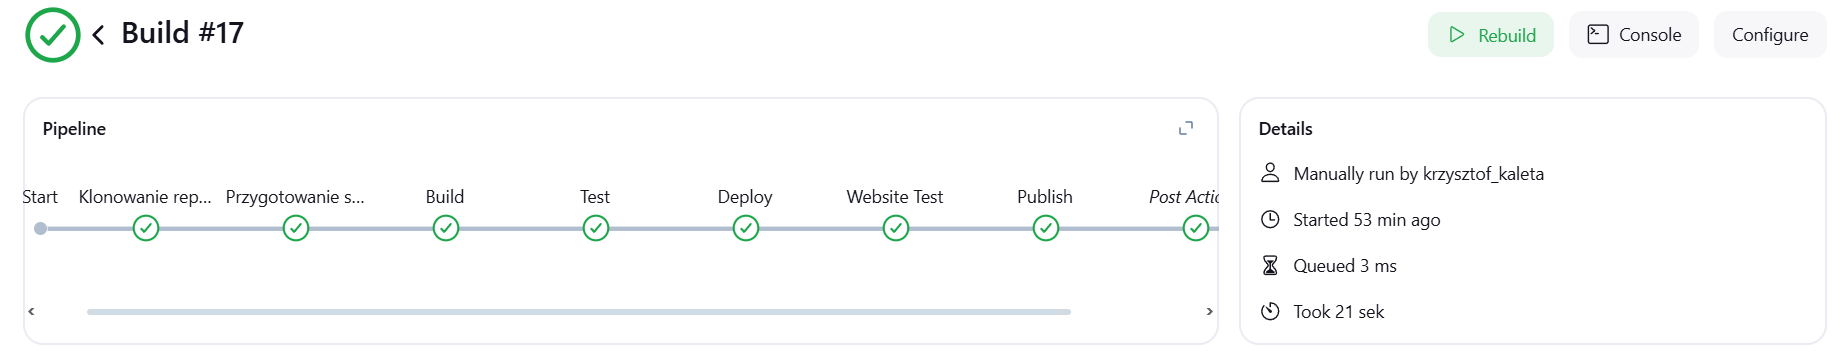 Build #17
Rebuild
Console
Configure
Pipeline
Start
Klonowanie rep...
Przygotowanie s...
Build
Test
Deploy
Website Test
Publish
Post Actic
Details
Manually run by krzysztof_kaleta
Started 53 min ago
Queued 3 ms
Took 21 sek